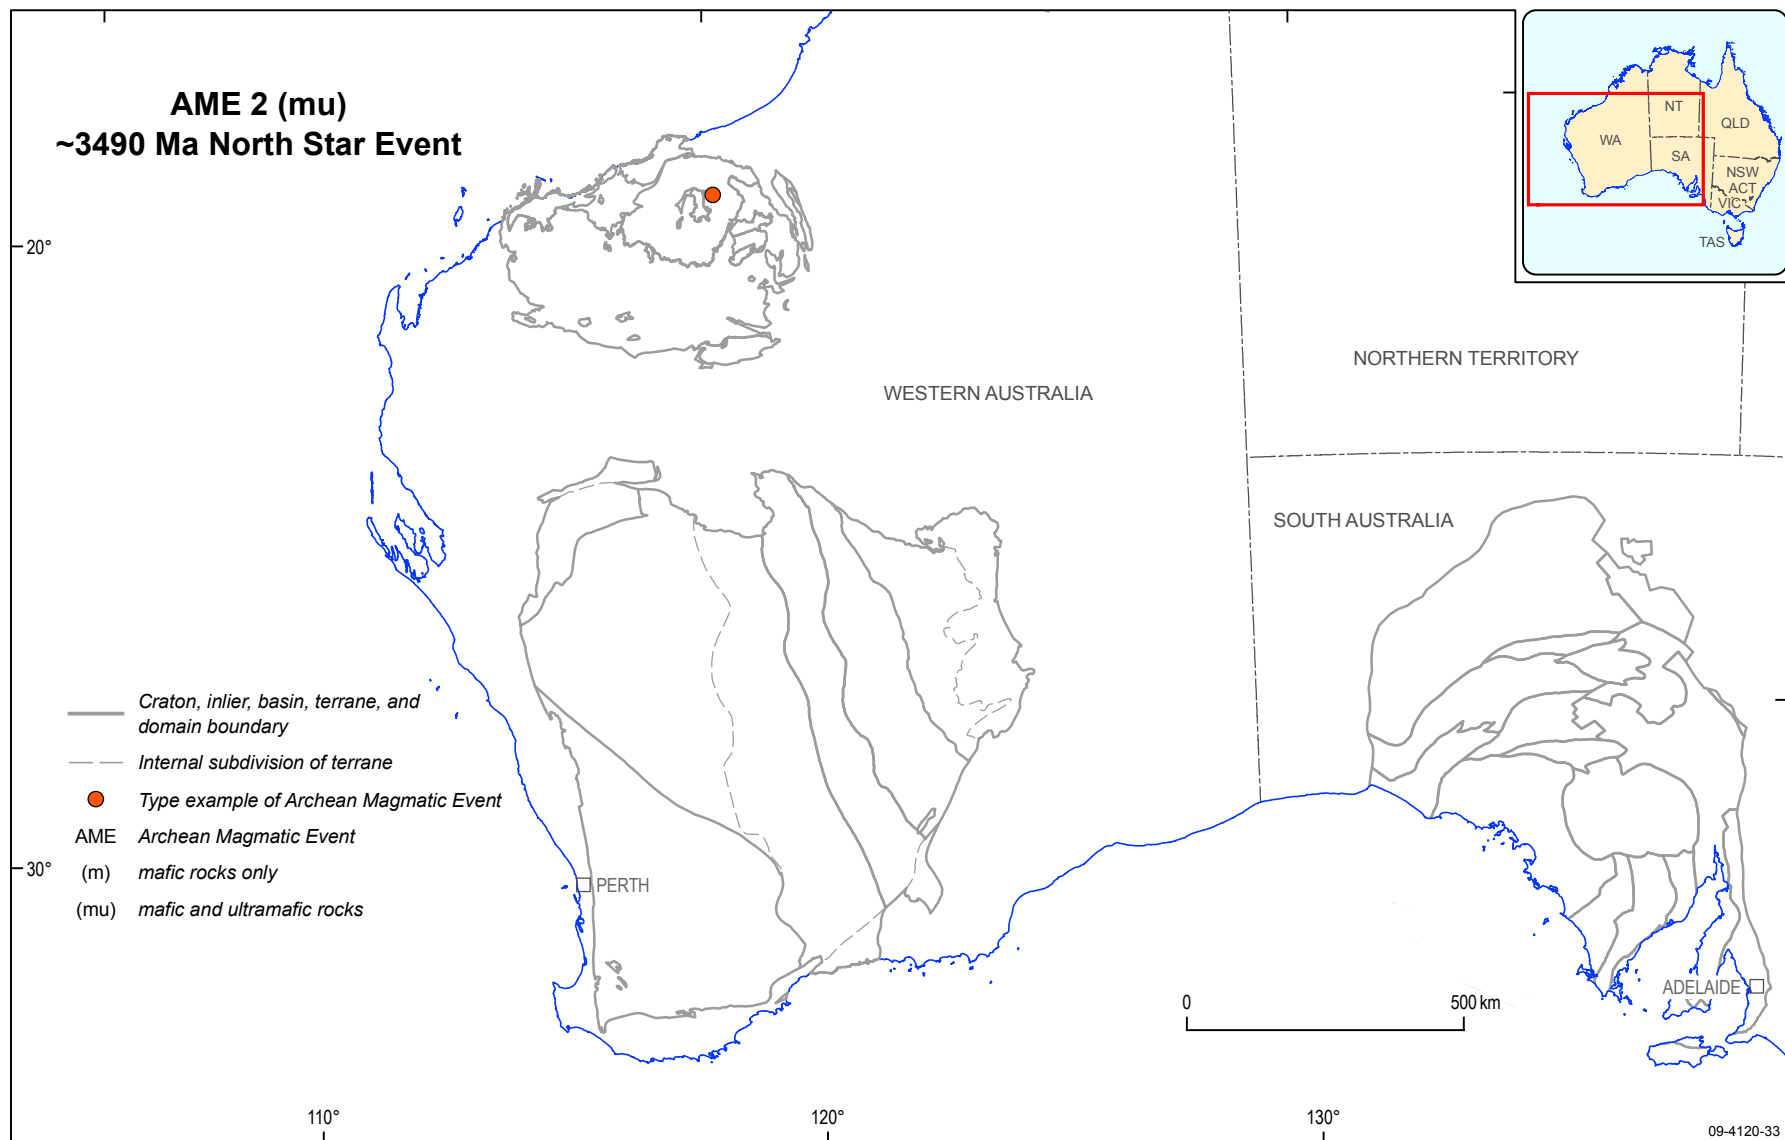 AME 2 (mu)
~3490 Ma North Star Event
NT
QLD
WA
SA
NSW
ACT
VIC
TAS
20°
NORTHERN TERRITORY
WESTERN AUSTRALIA
SOUTH AUSTRALIA
Craton, inlier, basin, terrane, and
domain boundary
Internal subdivision of terrane
Type example of Archean Magmatic Event
AME Archean Magmatic Event
(m) mafic rocks only
(mu) mafic and ultramafic rocks
30°
PERTH
ADELAIDE
0 500 km
110° 120° 130°
09-4120-33